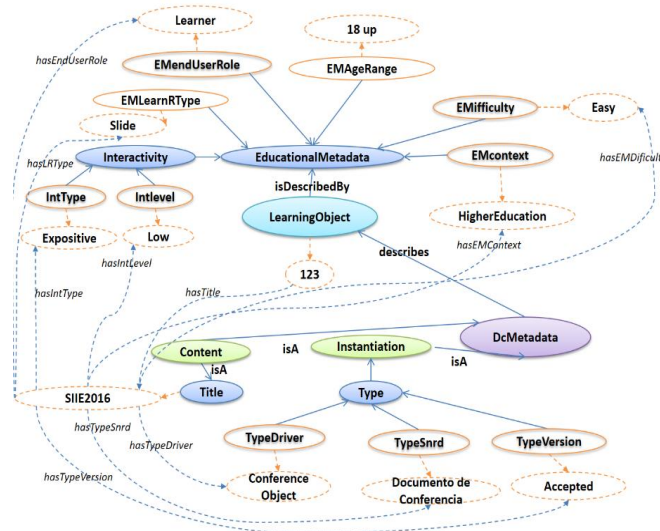 Learner
18 up
hasEndUserRole
EMendUserRole
EMAgeRange
EMLearnRType
EMifficulty
Easy
Slide
hasLRType
Interactivity
EducationalMetadata
EMcontext
hasEMDificult
isDescribedBy
IntType
Intlevel
LearningObject
HigherEducation
Expositive
Low
hasEMContext
describes
hasIntLevel
123
hasIntType
hasTitle
DcMetadata
Content
Instantiation
isA
isA
SIIE2016
Title
Type
hasTypeSnrd
hasTypeDriver
TypeDriver
TypeSnrd
TypeVersion
hasTypeVersion
Conference
Object
Documento de
Conferencia
Accepted